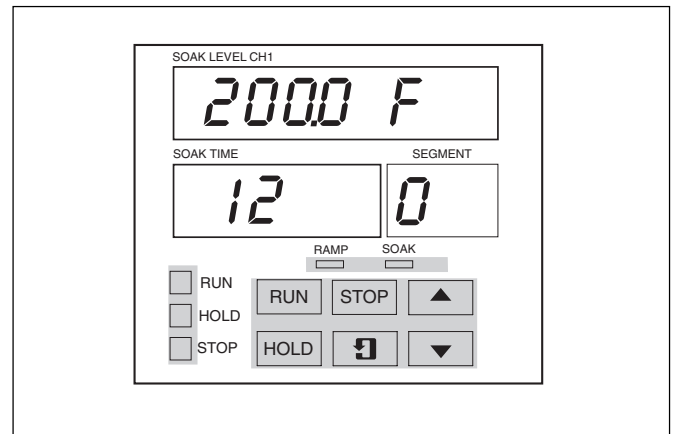 SOAK LEVEL CH1
200.0 F
SOAK TIME SEGMENT
12 0
RAMP SOAK
RUN
HOLD
STOP
RUN STOP
HOLD